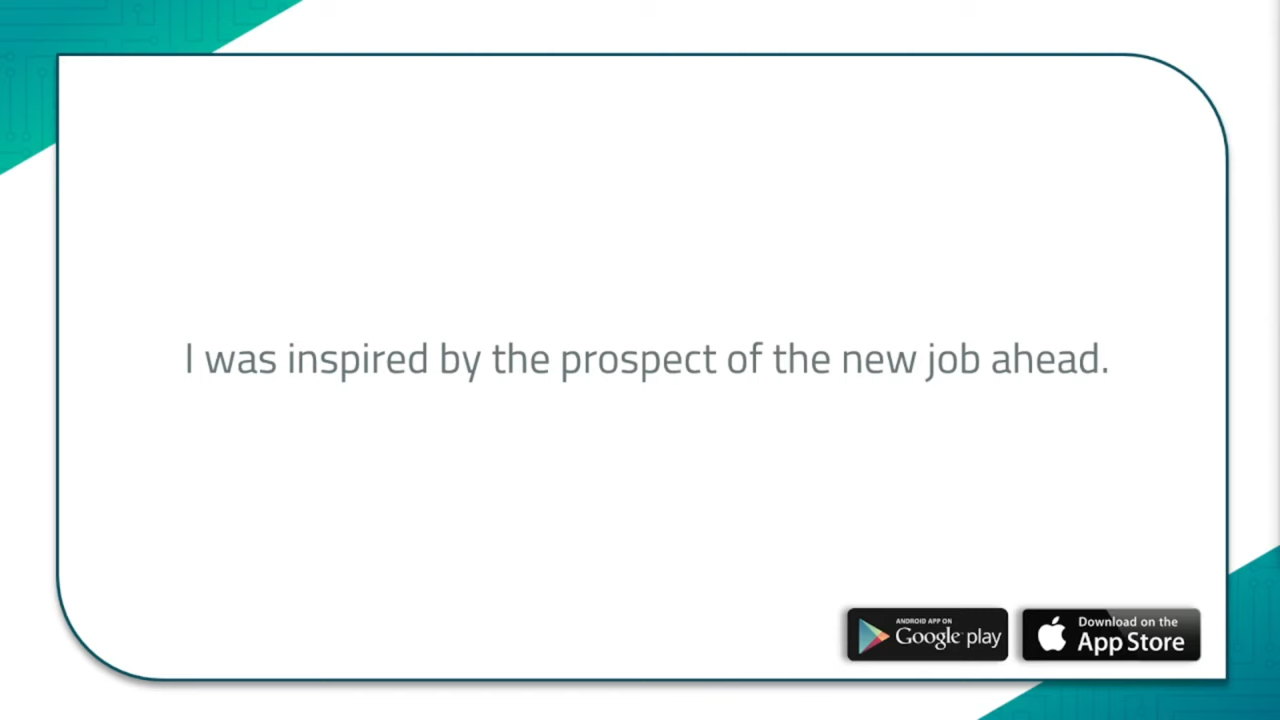 I was inspired by the prospect of the new job ahead.
ANDROID APP ON
Google play
Download on the
App Store